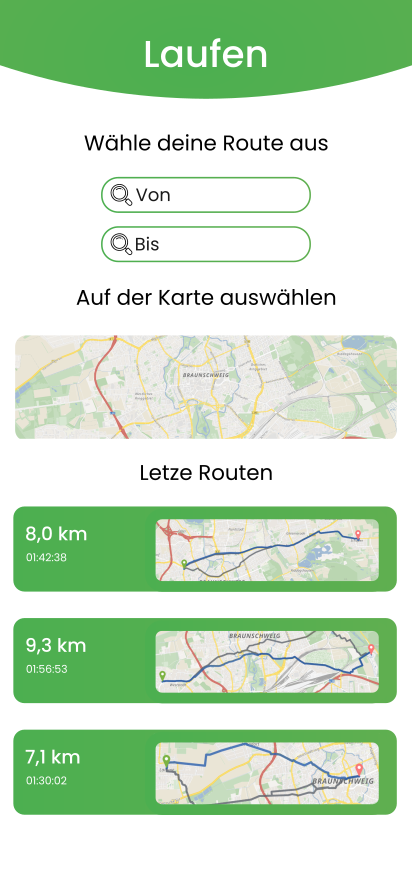 Laufen
Wähle deine Route aus
Von
Bis
Auf der Karte auswählen
BRAUNSCHWEIG
Letze Routen
8,0 km
01:42:38
9,3 km
01:56:53
BRAUNSCHWEIG
7,1 km
01:30:02
BRAUNSCHWEIG